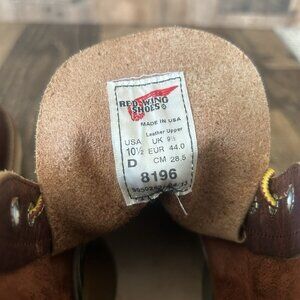 RED WING
SHOES®
MADE IN USA
Leather Upper
USA UK 9½
10½ EUR 44.0
D CM 28.5
8196